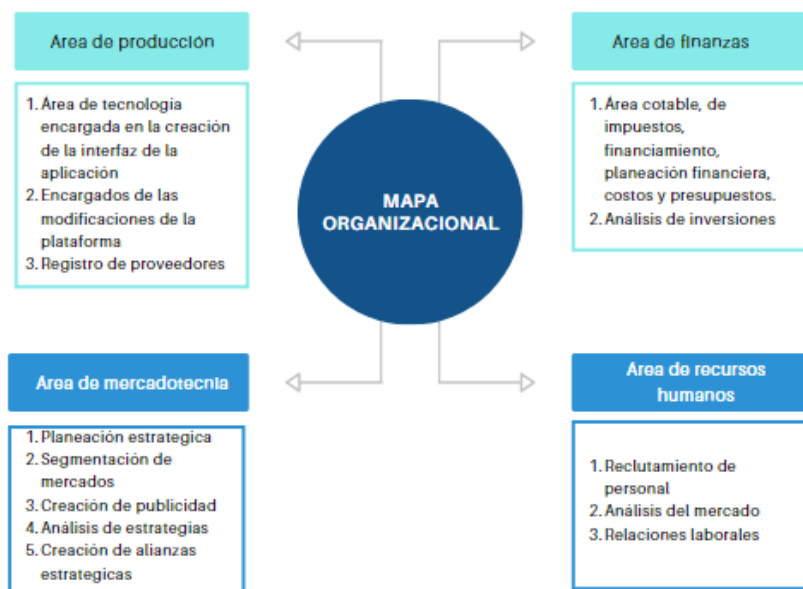 Area de producción
1. Área de tecnología
encargada en la creación
de la interfaz de la
aplicación
2. Encargados de las
modificaciones de la
plataforma
3. Registro de proveedores
Area de finanzas
1. Área cotable, de
impuestos,
financiamiento,
planeación financiera,
costos y presupuestos.
2. Análisis de inversiones
MAPA
ORGANIZACIONAL
Area de mercadotecnia
1. Planeación estrategica
2. Segmentación de
mercados
3. Creación de publicidad
4. Análisis de estrategias
5. Creación de alianzas
estrategicas
Area de recursos
humanos
1. Reclutamiento de
personal
2. Análisis del mercado
3. Relaciones laborales